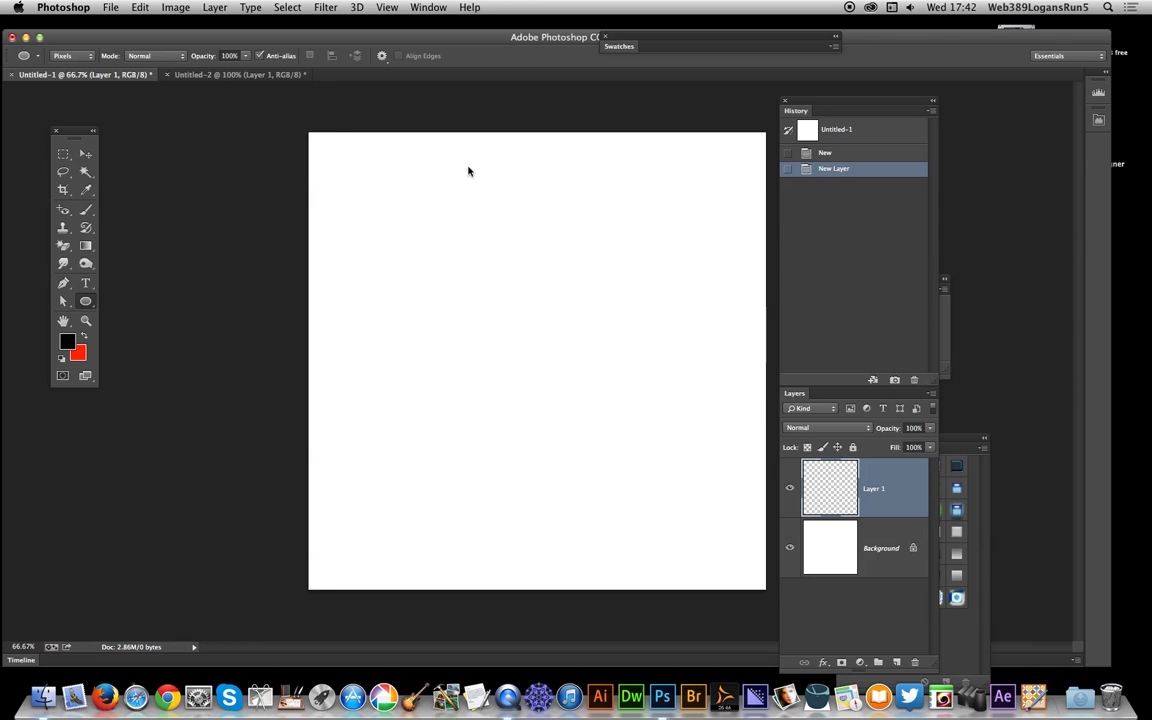 Photoshop File Edit Image Layer Type Select Filter 3D View Window Help Wed 17:42 Web389LogansRun5
Adobe Photoshop CC
Swatches
free
Pixels Mode: Normal Opacity: 100% Anti-alias Align Edges Essentials
Untitled-1 @ 66.7% (Layer 1, RGB/8) * Untitled-2 @ 100% (Layer 1, RGB/8) *
History
Untitled-1
New
New Layer
ner
T
Layers
Kind T
Normal Opacity: 100%
Lock: Fill: 100%
Layer 1
Background
fx
66.67% Doc: 2.86M/0 bytes
Timeline
Ai Dw Ps Br Ae